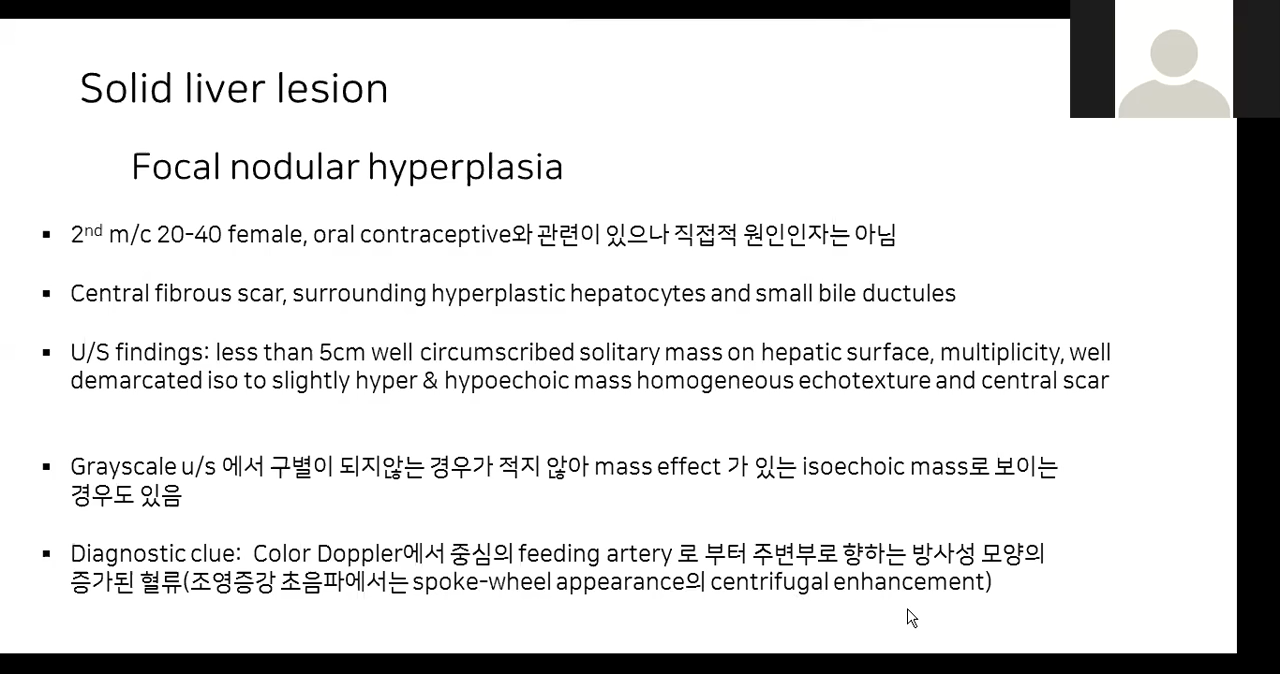 Solid liver lesion
Focal nodular hyperplasia
▪ 2nd m/c 20-40 female, oral contraceptive와 관련이 있으나 직접적 원인인자는 아님
▪ Central fibrous scar, surrounding hyperplastic hepatocytes and small bile ductules
▪ U/S findings: less than 5cm well circumscribed solitary mass on hepatic surface, multiplicity, well
demarcated iso to slightly hyper & hypoechoic mass homogeneous echotexture and central scar
▪ Grayscale u/s 에서 구별이 되지않는 경우가 적지 않아 mass effect 가 있는 isoechoic mass로 보이는
경우도 있음
▪ Diagnostic clue: Color Doppler에서 중심의 feeding artery 로 부터 주변부로 향하는 방사성 모양의
증가된 혈류(조영증강 초음파에서는 spoke-wheel appearance의 centrifugal enhancement)